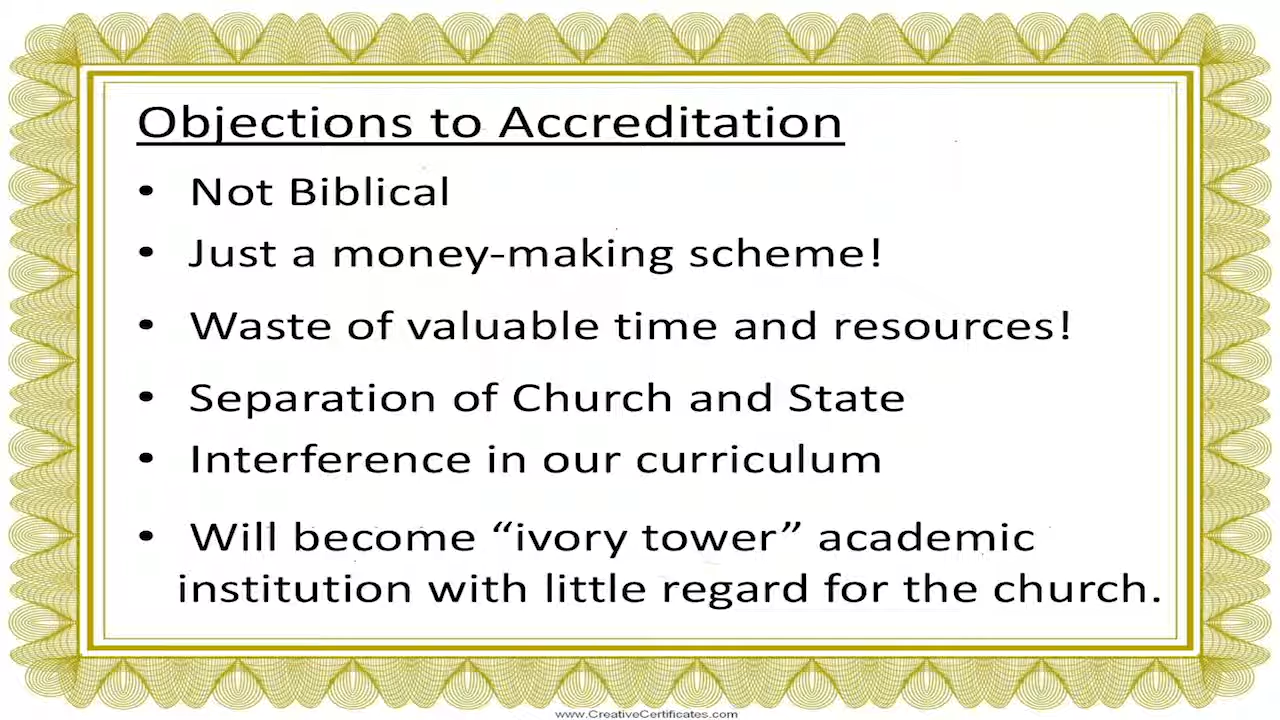 Objections to Accreditation
• Not Biblical
• Just a money-making scheme!
• Waste of valuable time and resources!
• Separation of Church and State
• Interference in our curriculum
• Will become “ivory tower” academic
institution with little regard for the church.
www.CreativeCertificates.com